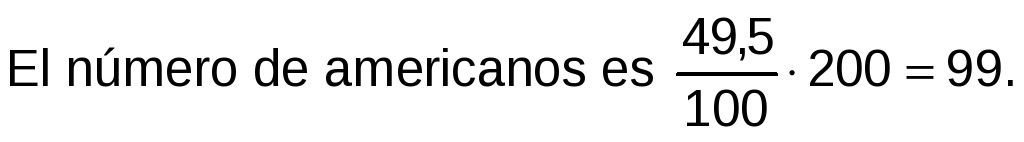 El número de americanos es 49,5/100 · 200 = 99.